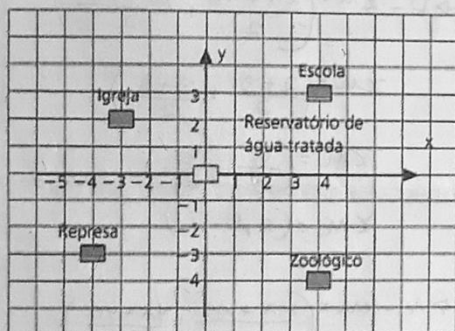 y
Escola
Igreja
3
2
Reservatório de
água tratada
x
1
-5 -4 -3 -2 -1 1 2 3 4
-1
-2
Represa
-3
Zoológico
-4